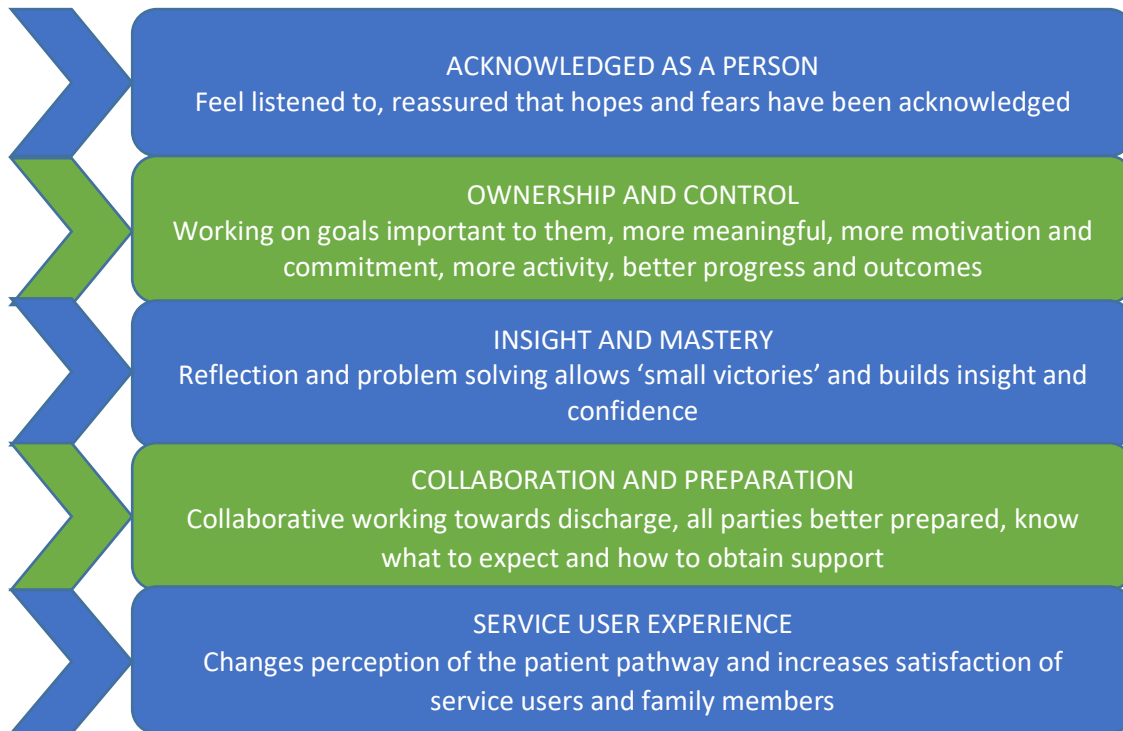 ACKNOWLEDGED AS A PERSON
Feel listened to, reassured that hopes and fears have been acknowledged
OWNERSHIP AND CONTROL
Working on goals important to them, more meaningful, more motivation and
commitment, more activity, better progress and outcomes
INSIGHT AND MASTERY
Reflection and problem solving allows ‘small victories’ and builds insight and
confidence
COLLABORATION AND PREPARATION
Collaborative working towards discharge, all parties better prepared, know
what to expect and how to obtain support
SERVICE USER EXPERIENCE
Changes perception of the patient pathway and increases satisfaction of
service users and family members